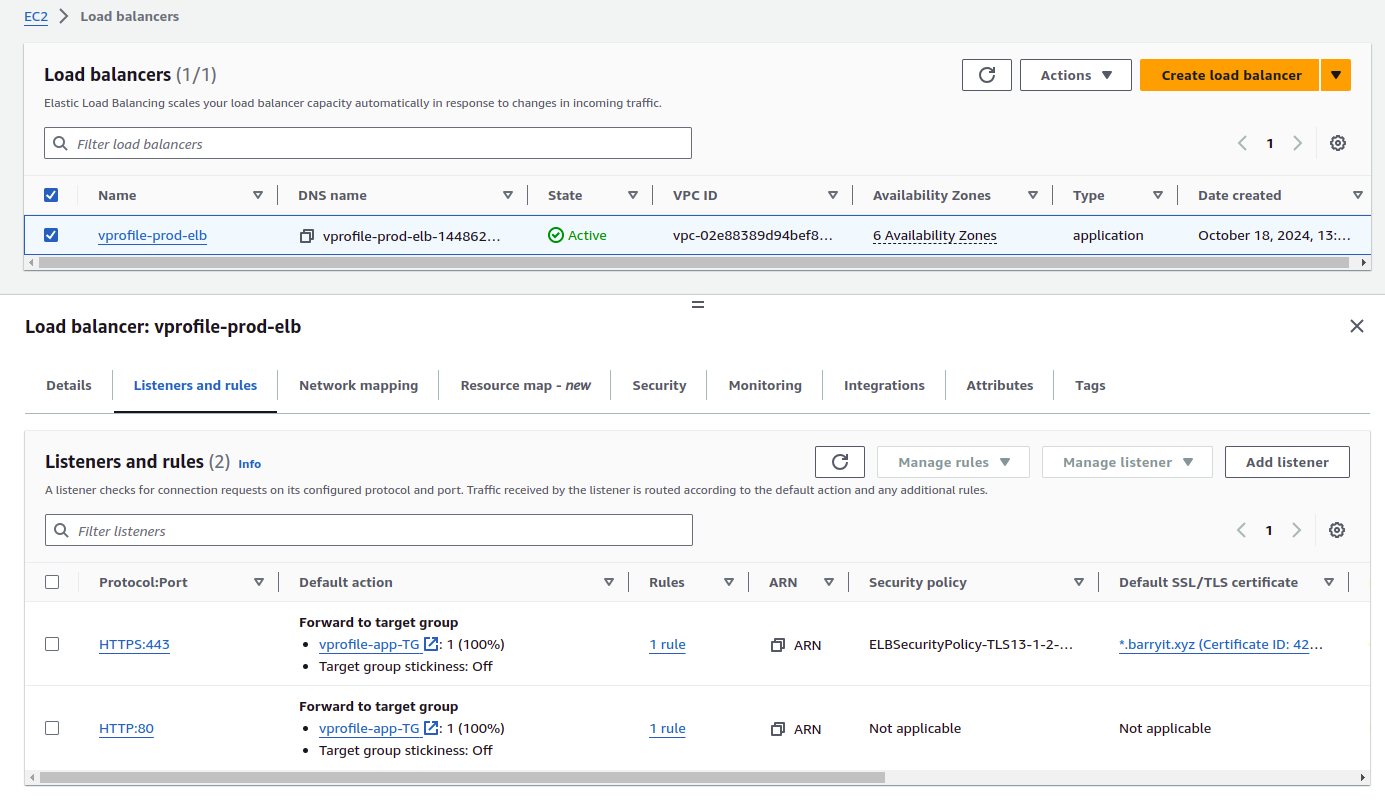 EC2 > Load balancers
Load balancers (1/1)
Actions
Create load balancer
Elastic Load Balancing scales your load balancer capacity automatically in response to changes in incoming traffic.
Filter load balancers
1
Name DNS name State VPC ID Availability Zones Type Date created
vprofile-prod-elb vprofile-prod-elb-144862... Active vpc-02e88389d94bef8... 6 Availability Zones application October 18, 2024, 13:...
Load balancer: vprofile-prod-elb
Details Listeners and rules Network mapping Resource map - new Security Monitoring Integrations Attributes Tags
Listeners and rules (2) Info
Manage rules Manage listener Add listener
A listener checks for connection requests on its configured protocol and port. Traffic received by the listener is routed according to the default action and any additional rules.
Filter listeners
1
Protocol:Port Default action Rules ARN Security policy Default SSL/TLS certificate
Forward to target group
HTTPS:443 • vprofile-app-TG : 1 (100%) 1 rule ARN ELBSecurityPolicy-TLS13-1-2-... *.barryit.xyz (Certificate ID: 42...
• Target group stickiness: Off
Forward to target group
HTTP:80 • vprofile-app-TG : 1 (100%) 1 rule ARN Not applicable Not applicable
• Target group stickiness: Off